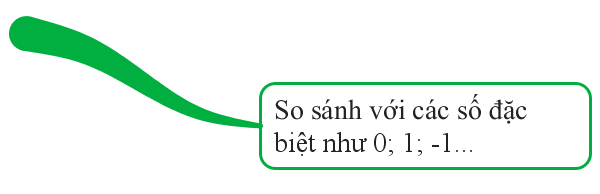 So sánh với các số đặc
biệt như 0; 1; -1...